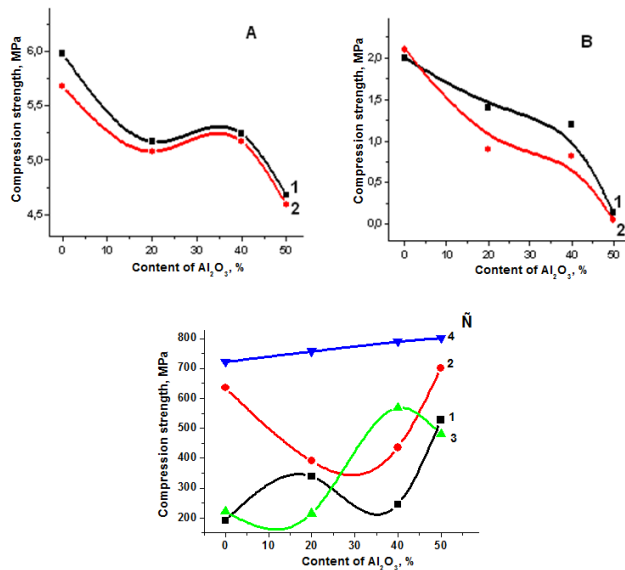 A
Compression strength, MPa
6,0
5,5
5,0
4,5
1
2
0 10 20 30 40 50
Content of Al₂O₃, %
B
Compression strength, MPa
2,0
1,5
1,0
0,5
0,0
1
2
0 10 20 30 40 50
Content of Al₂O₃, %
Ñ
Compression strength, MPa
800
700
600
500
400
300
200
4
2
1
3
0 10 20 30 40 50
Content of Al₂O₃, %